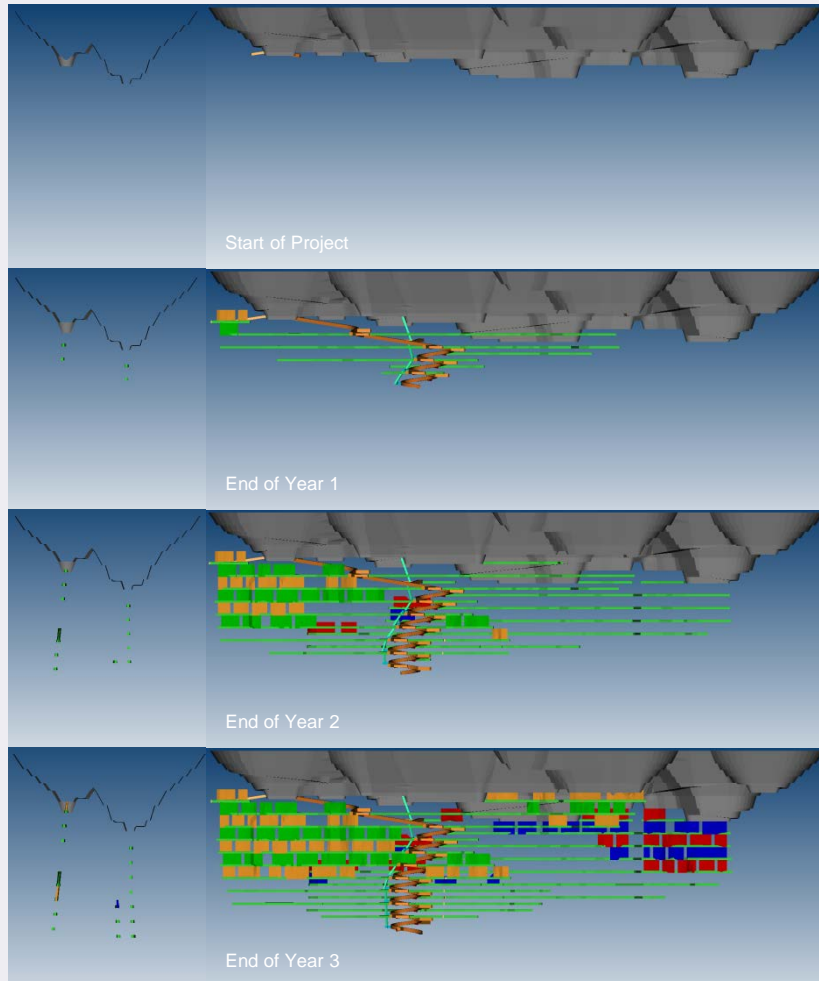 Start of Project
End of Year 1
End of Year 2
End of Year 3